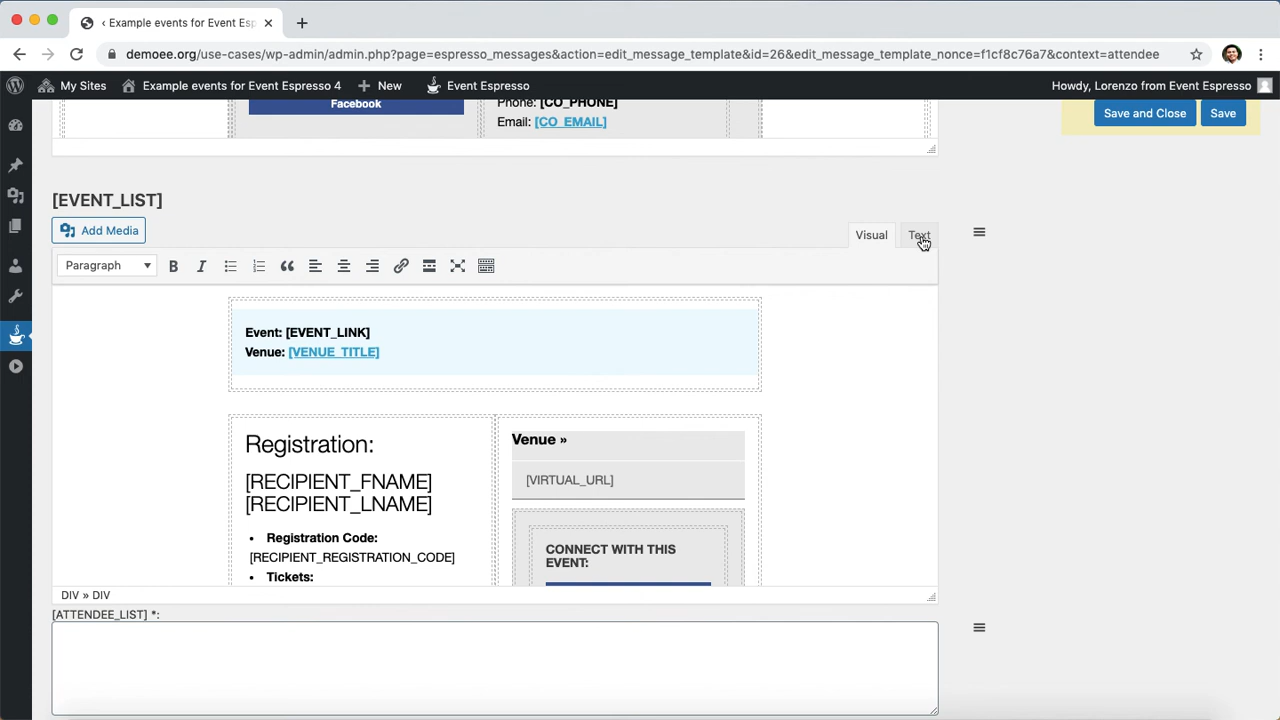 ‹ Example events for Event Esp
demoee.org/use-cases/wp-admin/admin.php?page=espresso_messages&action=edit_message_template&id=26&edit_message_template_nonce=f1cf8c76a7&context=attendee
My Sites
Example events for Event Espresso 4
New
Event Espresso
Howdy, Lorenzo from Event Espresso
Facebook
Phone: [CO_PHONE]
Email: [CO_EMAIL]
Save and Close
Save
[EVENT_LIST]
Add Media
Visual
Text
Paragraph
B
I
Event: [EVENT_LINK]
Venue: [VENUE_TITLE]
Registration:
[RECIPIENT_FNAME]
[RECIPIENT_LNAME]
• Registration Code:
[RECIPIENT_REGISTRATION_CODE]
• Tickets:
Venue »
[VIRTUAL_URL]
CONNECT WITH THIS
EVENT:
DIV » DIV
[ATTENDEE_LIST] *: